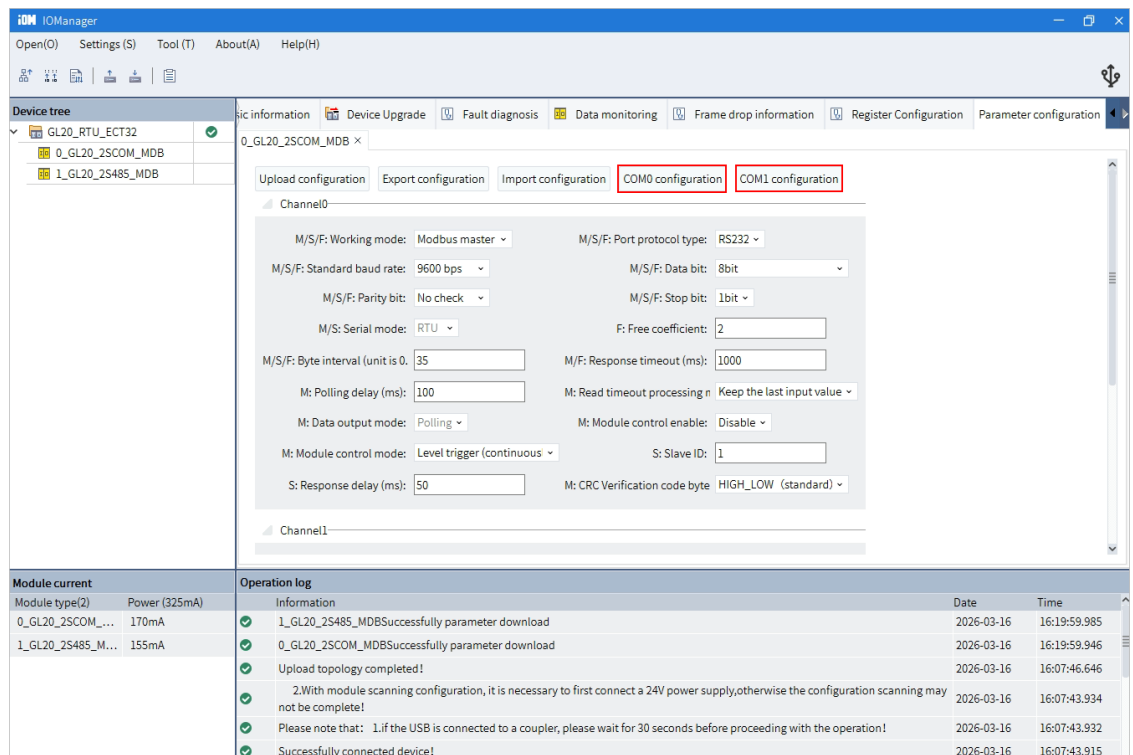 iOM IOManager
Open(O) Settings (S) Tool (T) About(A) Help(H)
Device tree
GL20_RTU_ECT32
0_GL20_2SCOM_MDB
1_GL20_2S485_MDB
sic information Device Upgrade Fault diagnosis Data monitoring Frame drop information Register Configuration Parameter configuration
0_GL20_2SCOM_MDB ×
Upload configuration Export configuration Import configuration COM0 configuration COM1 configuration
Channel0
M/S/F: Working mode: Modbus master M/S/F: Port protocol type: RS232
M/S/F: Standard baud rate: 9600 bps M/S/F: Data bit: 8bit
M/S/F: Parity bit: No check M/S/F: Stop bit: 1bit
M/S: Serial mode: RTU F: Free coefficient: 2
M/S/F: Byte interval (unit is 0. 35 M/F: Response timeout (ms): 1000
M: Polling delay (ms): 100 M: Read timeout processing n Keep the last input value
M: Data output mode: Polling M: Module control enable: Disable
M: Module control mode: Level trigger (continuous S: Slave ID: 1
S: Response delay (ms): 50 M: CRC Verification code byte HIGH_LOW (standard)
Channel1
Module current
Module type(2) Power (325mA)
0_GL20_2SCOM_... 170mA
1_GL20_2S485_M... 155mA
Operation log
Information Date Time
1_GL20_2S485_MDBSuccessfully parameter download 2026-03-16 16:19:59.985
0_GL20_2SCOM_MDBSuccessfully parameter download 2026-03-16 16:19:59.946
Upload topology completed! 2026-03-16 16:07:46.646
2.With module scanning configuration, it is necessary to first connect a 24V power supply,otherwise the configuration scanning may 2026-03-16 16:07:43.934
not be complete!
Please note that: 1.if the USB is connected to a coupler, please wait for 30 seconds before proceeding with the operation! 2026-03-16 16:07:43.932
Successfully connected device! 2026-03-16 16:07:43.915